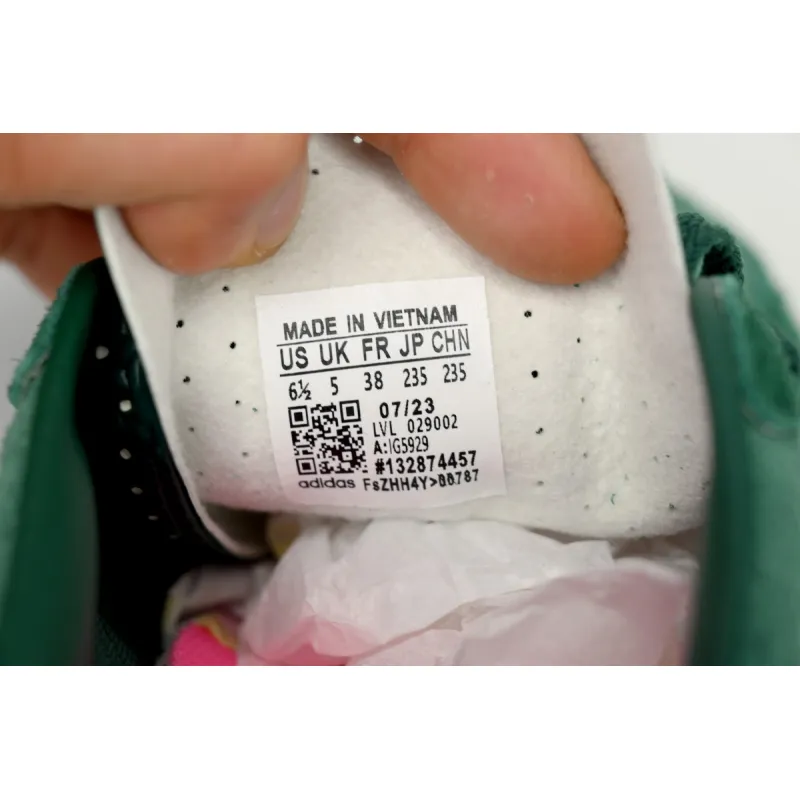 MADE IN VIETNAM
US UK FR JP CHN
6½ 5 38 235 235
07/23
LVL 029002
A:IG5929
#132874457
adidas FsZHH4Y>